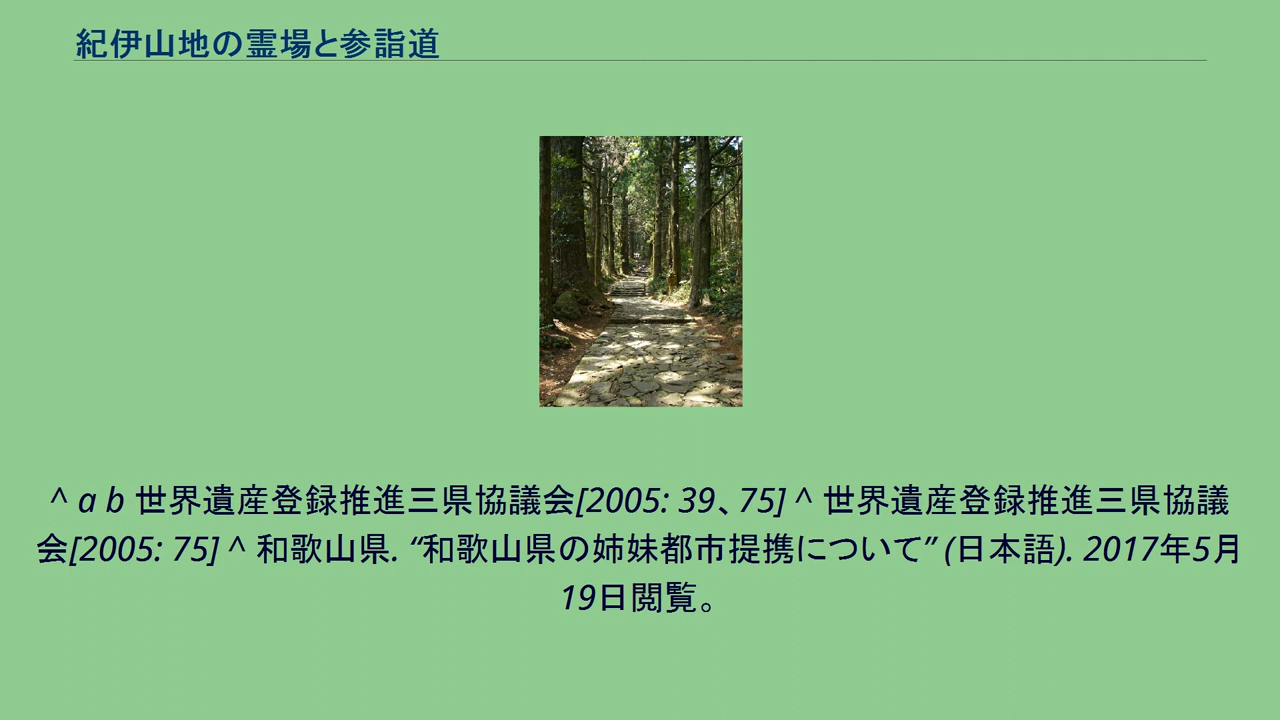 紀伊山地の霊場と参詣道
^ a b 世界遺産登録推進三県協議会[2005: 39、75] ^ 世界遺産登録推進三県協議
会[2005: 75] ^ 和歌山県. “和歌山県の姉妹都市提携について” (日本語). 2017年5月
19日閲覧。